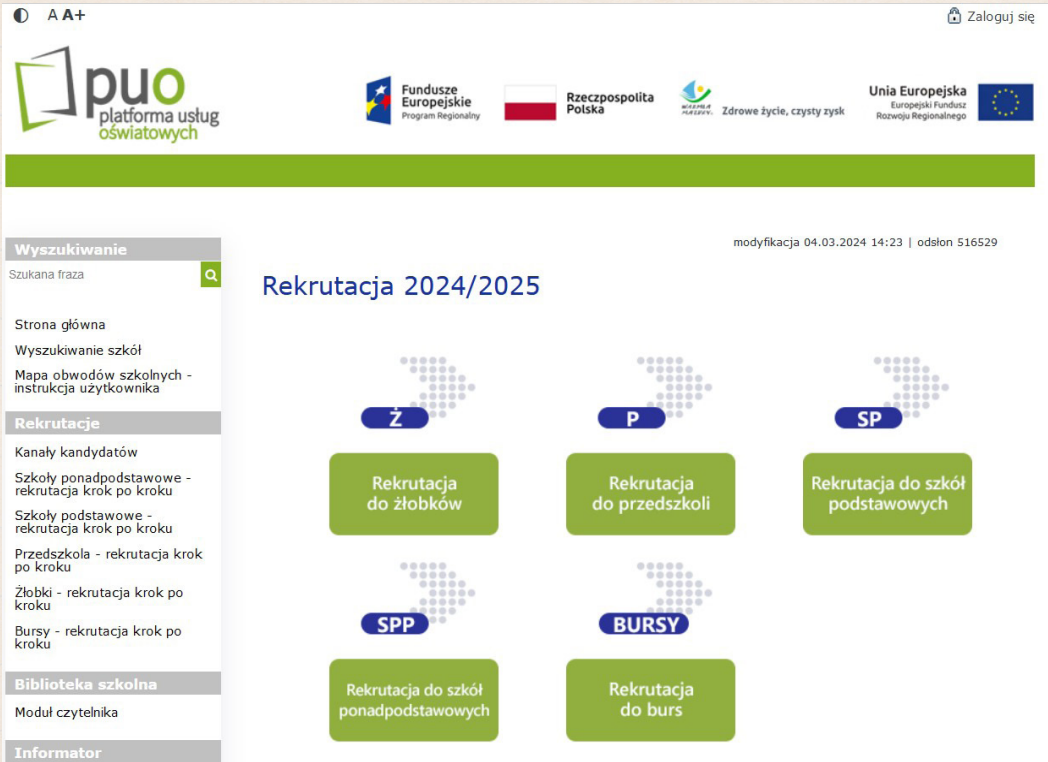 A A+
Zaloguj się
puo
platforma usług
oświatowych
Fundusze
Europejskie
Program Regionalny
Rzeczpospolita
Polska
Zdrowe życie, czysty zysk
Unia Europejska
Europejski Fundusz
Rozwoju Regionalnego
modyfikacja 04.03.2024 14:23 | odsłon 516529
Wyszukiwanie
Szukana fraza
Strona główna
Wyszukiwanie szkół
Mapa obwodów szkolnych -
instrukcja użytkownika
Rekrutacje
Kanały kandydatów
Szkoły ponadpodstawowe -
rekrutacja krok po kroku
Szkoły podstawowe -
rekrutacja krok po kroku
Przedszkola - rekrutacja krok
po kroku
Żłobki - rekrutacja krok po
kroku
Bursy - rekrutacja krok po
kroku
Biblioteka szkolna
Moduł czytelnika
Informator
Rekrutacja 2024/2025
Ż
Rekrutacja
do żłobków
P
Rekrutacja
do przedszkoli
SP
Rekrutacja do szkół
podstawowych
SPP
Rekrutacja do szkół
ponadpodstawowych
BURSY
Rekrutacja
do burs